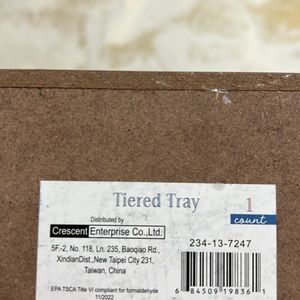 Tiered Tray
1
count
Distributed by
Crescent Enterprise Co.,Ltd.
5F.-2, No. 118, Ln. 235, Baoqiao Rd.,
XindianDist.,New Taipei City 231,
Taiwan, China
234-13-7247
EPA TSCA Title VI compliant for formaldehyde
11/2022
6 84509 19836 1